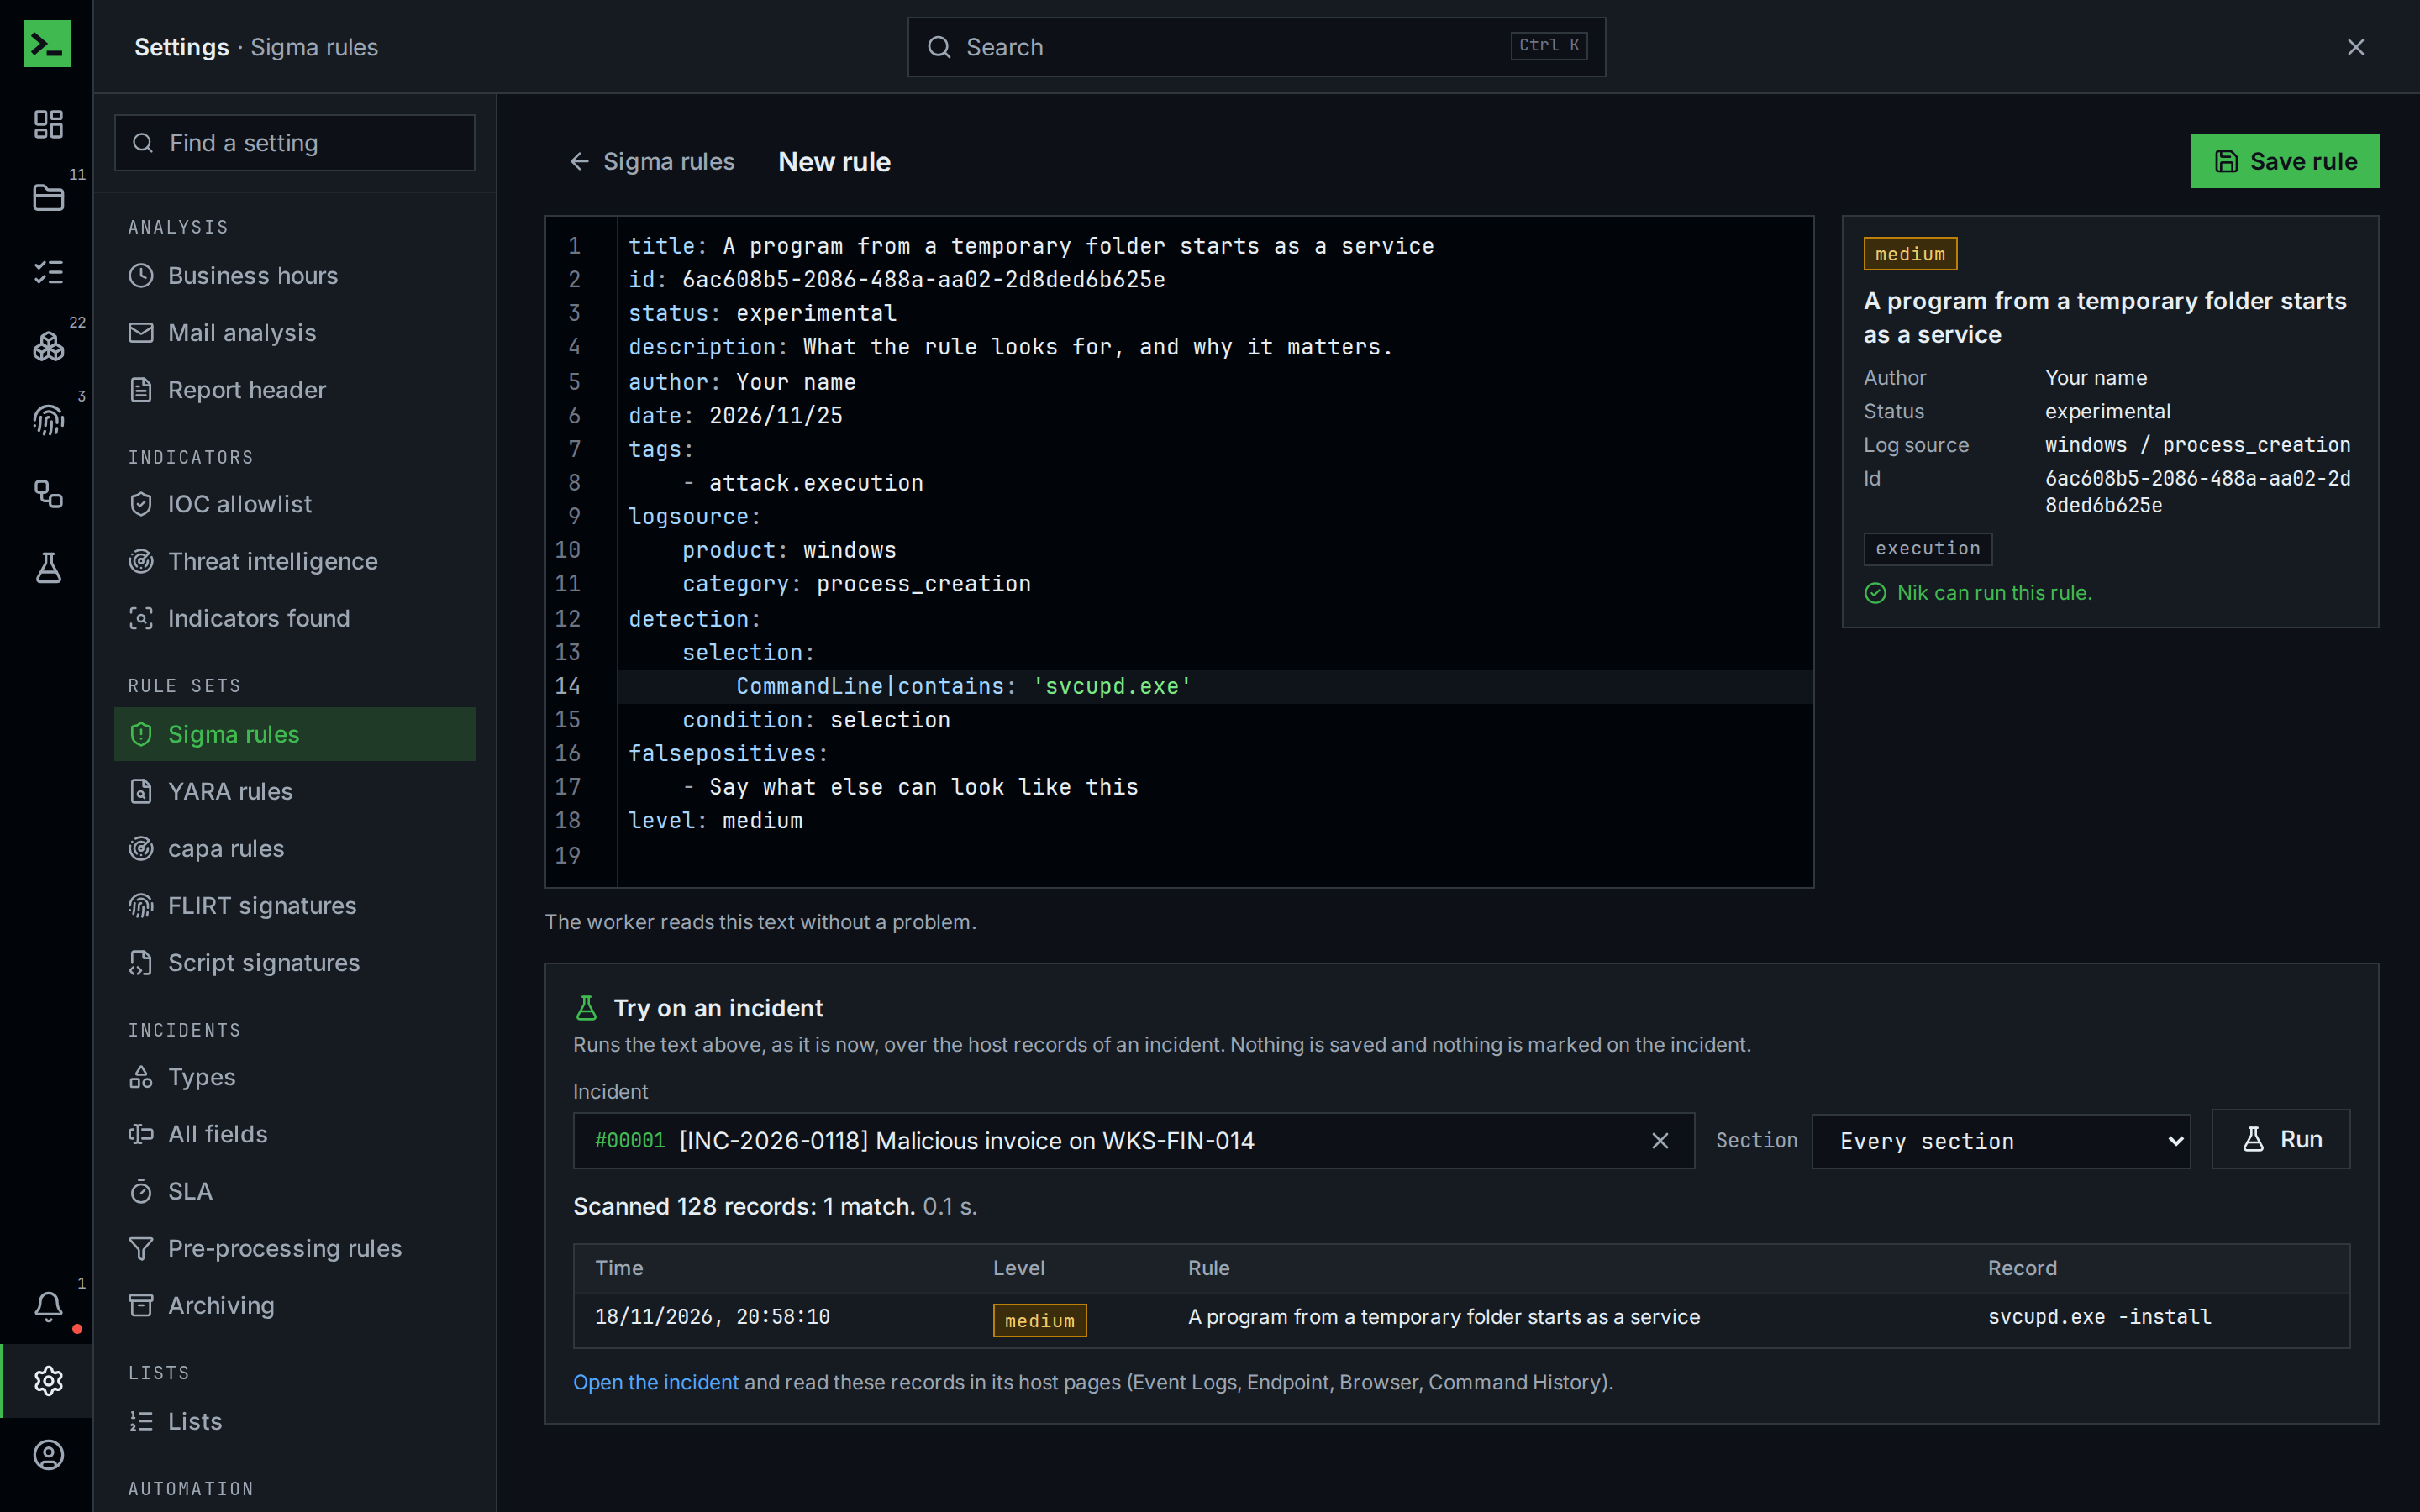 Settings · Sigma rules
Search
Ctrl K
11
22
3
1
Find a setting
ANALYSIS
Business hours
Mail analysis
Report header
INDICATORS
IOC allowlist
Threat intelligence
Indicators found
RULE SETS
Sigma rules
YARA rules
capa rules
FLIRT signatures
Script signatures
INCIDENTS
Types
All fields
SLA
Pre-processing rules
Archiving
LISTS
Lists
AUTOMATION
Sigma rules
New rule
Save rule
1 title: A program from a temporary folder starts as a service
2 id: 6ac608b5-2086-488a-aa02-2d8ded6b625e
3 status: experimental
4 description: What the rule looks for, and why it matters.
5 author: Your name
6 date: 2026/11/25
7 tags:
8     - attack.execution
9 logsource:
10     product: windows
11     category: process_creation
12 detection:
13     selection:
14         CommandLine|contains: 'svcupd.exe'
15     condition: selection
16 falsepositives:
17     - Say what else can look like this
18 level: medium
19
The worker reads this text without a problem.
medium
A program from a temporary folder starts
as a service
Author Your name
Status experimental
Log source windows / process_creation
Id 6ac608b5-2086-488a-aa02-2d
8ded6b625e
execution
Nik can run this rule.
Try on an incident
Runs the text above, as it is now, over the host records of an incident. Nothing is saved and nothing is marked on the incident.
Incident
#00001 [INC-2026-0118] Malicious invoice on WKS-FIN-014
Section
Every section
Run
Scanned 128 records: 1 match. 0.1 s.
Time Level Rule Record
18/11/2026, 20:58:10 medium A program from a temporary folder starts as a service svcupd.exe -install
Open the incident and read these records in its host pages (Event Logs, Endpoint, Browser, Command History).